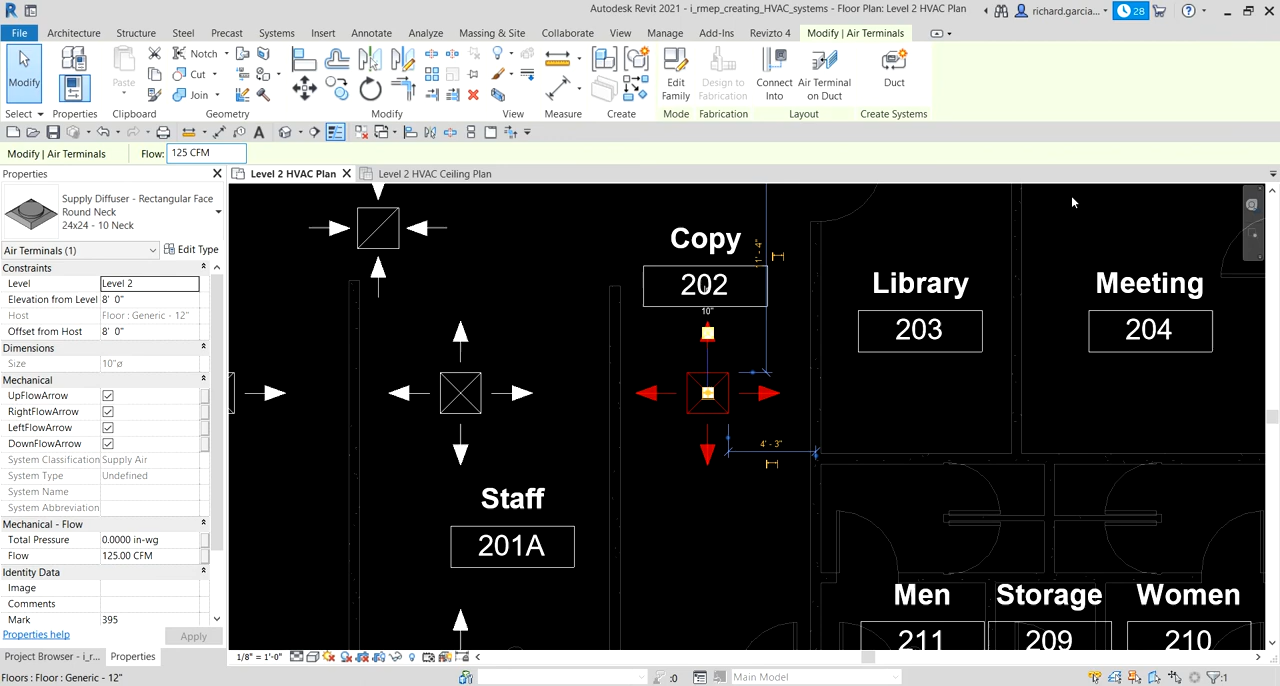 Autodesk Revit 2021 - i_rmep_creating_HVAC_systems - Floor Plan: Level 2 HVAC Plan
richard.garcia...
28
File Architecture Structure Steel Precast Systems Insert Annotate Analyze Massing & Site Collaborate View Manage Add-Ins Revizto 4 Modify | Air Terminals
Modify
Paste
Notch
Cut
Join
Edit Family
Design to Fabrication
Connect Into
Air Terminal on Duct
Duct
Select Properties Clipboard Geometry Modify View Measure Create Mode Fabrication Layout Create Systems
Modify | Air Terminals Flow: 125 CFM
Properties
Level 2 HVAC Plan
Level 2 HVAC Ceiling Plan
Supply Diffuser - Rectangular Face
Round Neck
24x24 - 10 Neck
Air Terminals (1) Edit Type
Constraints
Level Level 2
Elevation from Level 8' 0"
Host Floor : Generic - 12"
Offset from Host 8' 0"
Dimensions
Size 10"ø
Mechanical
UpFlowArrow
RightFlowArrow
LeftFlowArrow
DownFlowArrow
System Classification Supply Air
System Type Undefined
System Name
System Abbreviation
Mechanical - Flow
Total Pressure 0.0000 in-wg
Flow 125.00 CFM
Identity Data
Image
Comments
Mark 395
Properties help Apply
Project Browser - i_r... Properties
Copy
202
10"
4' - 3"
Library
203
Meeting
204
Staff
201A
Men
211
Storage
209
Women
210
1/8" = 1'-0"
Floors : Floor : Generic - 12"
:0
Main Model
:1